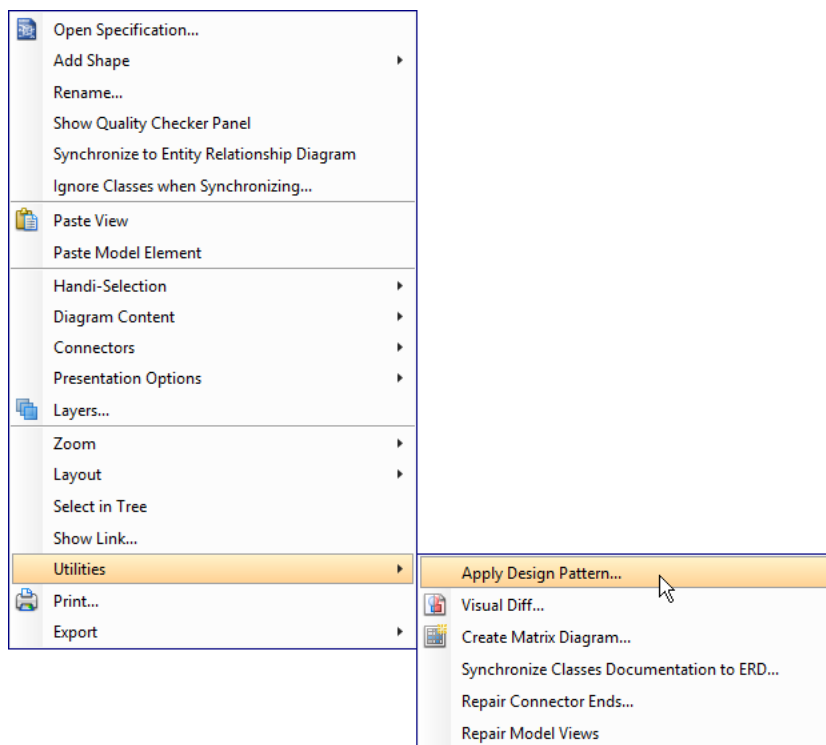 Open Specification...
Add Shape
Rename...
Show Quality Checker Panel
Synchronize to Entity Relationship Diagram
Ignore Classes when Synchronizing...
Paste View
Paste Model Element
Handi-Selection
Diagram Content
Connectors
Presentation Options
Layers...
Zoom
Layout
Select in Tree
Show Link...
Utilities
Print...
Export
Apply Design Pattern...
Visual Diff...
Create Matrix Diagram...
Synchronize Classes Documentation to ERD...
Repair Connector Ends...
Repair Model Views